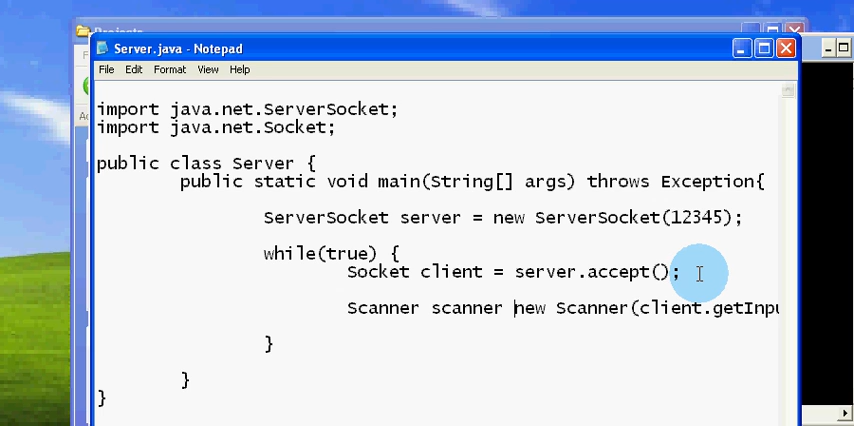 Server.java - Notepad
File Edit Format View Help
import java.net.ServerSocket;
import java.net.Socket;
public class Server {
public static void main(String[] args) throws Exception{
ServerSocket server = new ServerSocket(12345);
while(true) {
Socket client = server.accept();
Scanner scanner new Scanner(client.getInpu
}
}
}